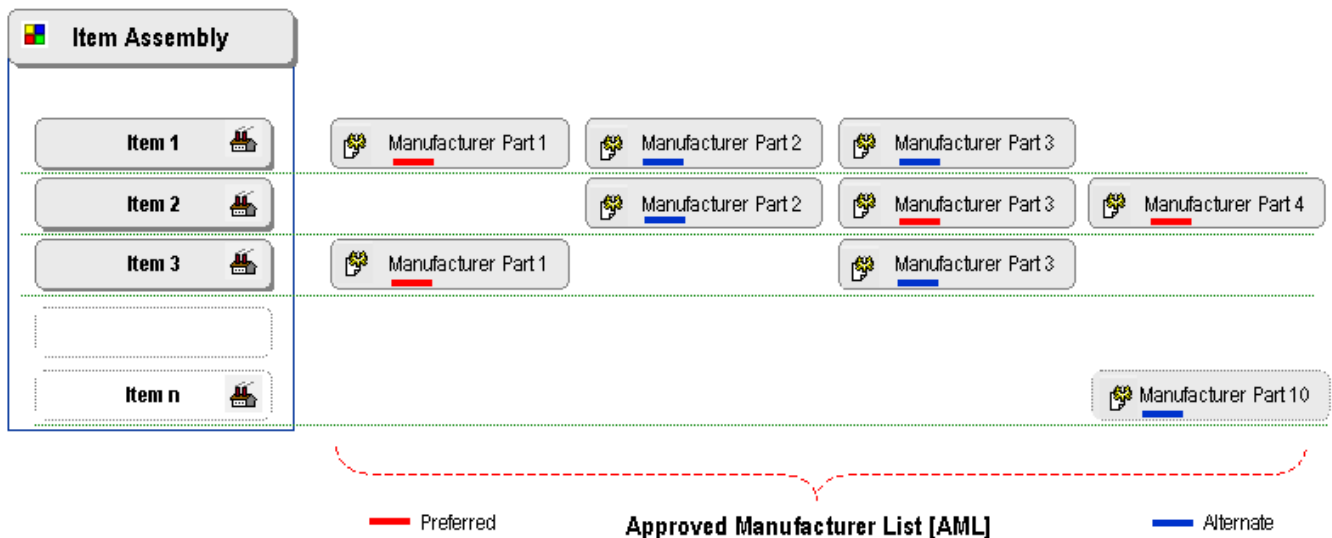 Item Assembly
Item 1 Manufacturer Part 1 Manufacturer Part 2 Manufacturer Part 3
Item 2 Manufacturer Part 2 Manufacturer Part 3 Manufacturer Part 4
Item 3 Manufacturer Part 1 Manufacturer Part 3
Item n Manufacturer Part 10
Preferred Approved Manufacturer List [AML] Alternate